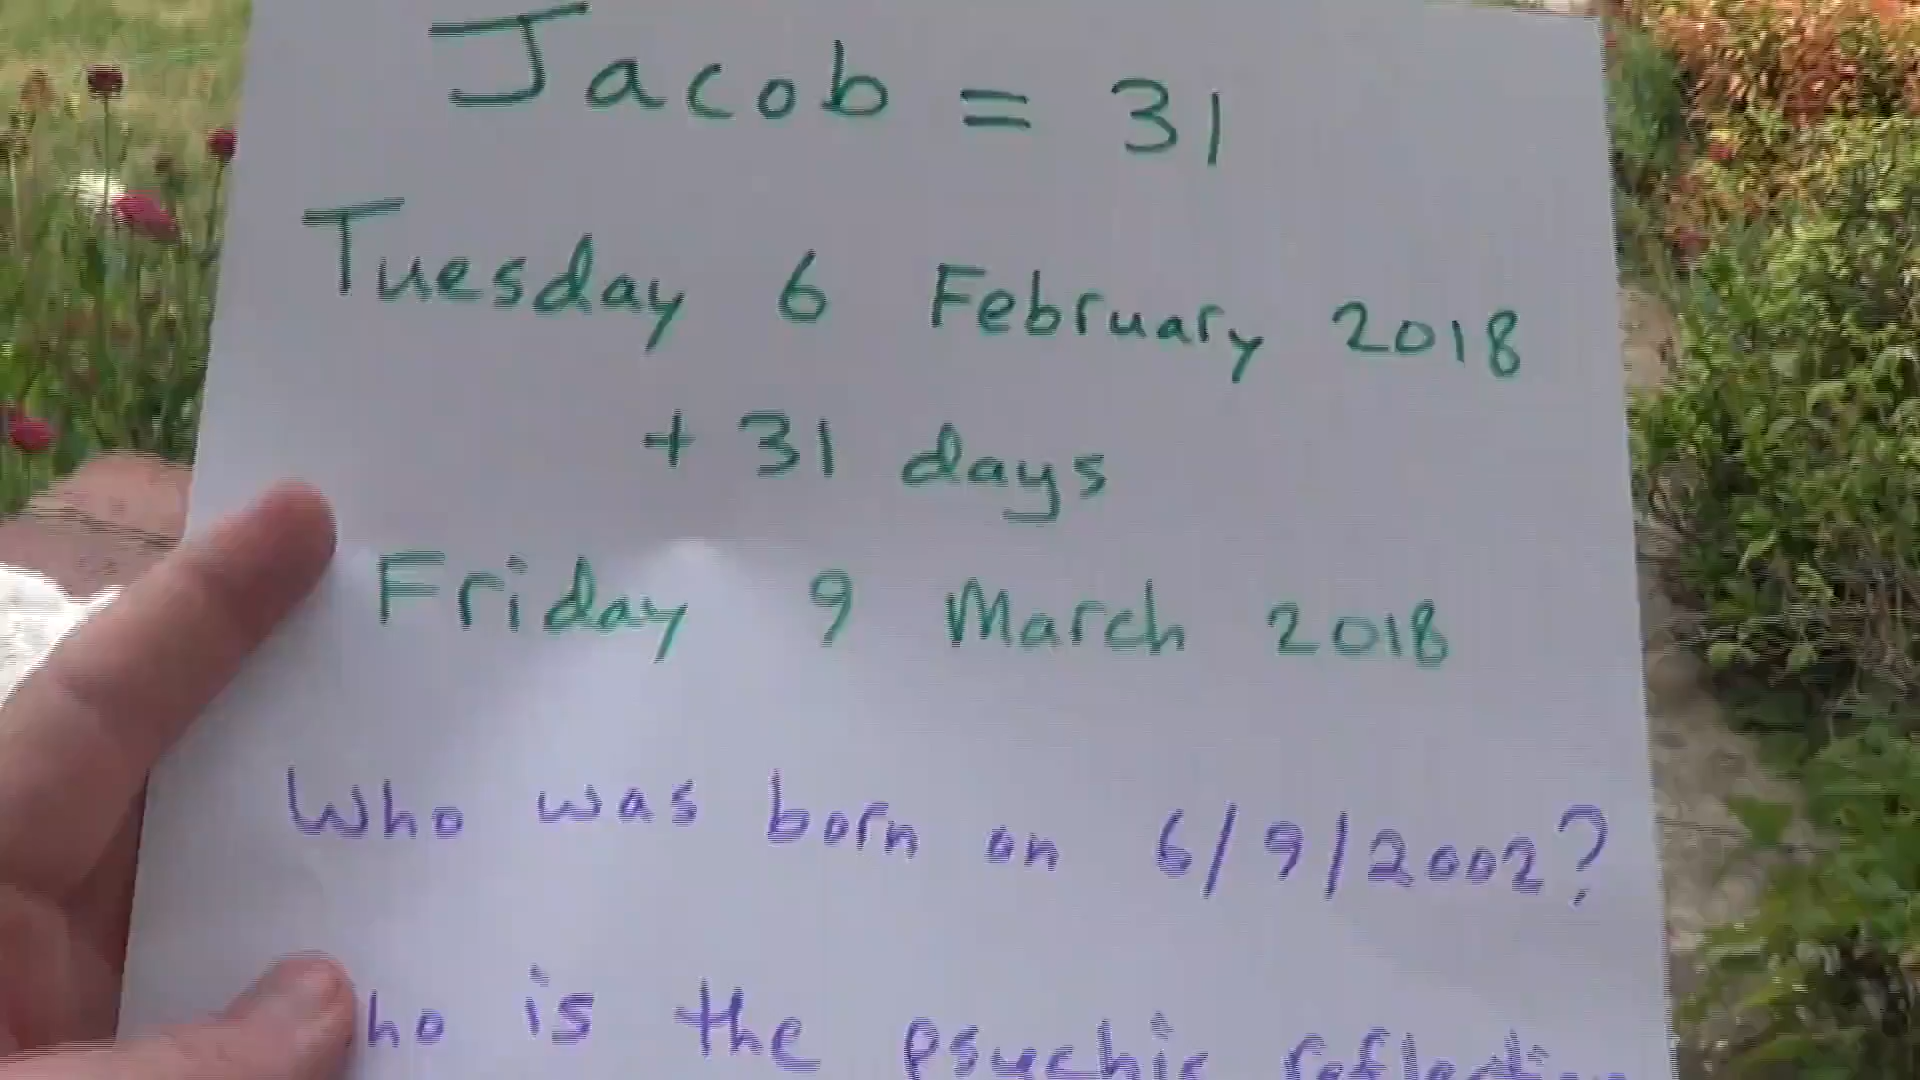 Jacob = 31
Tuesday 6 February 2018
+ 31 days
Friday 9 March 2018
Who was born on 6/9/2002?
is the psychic